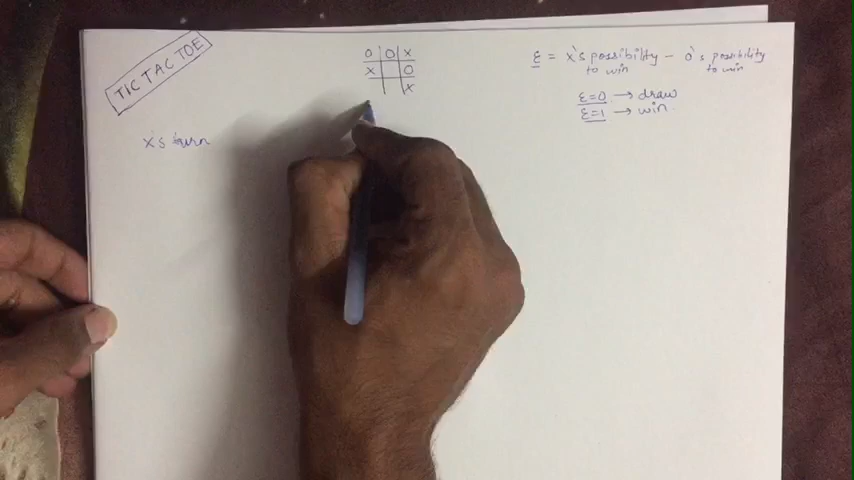 TIC TAC TOE
O O X
X O
X
Ɛ = X's possibility - O's possibility
to win to win
Ɛ=0 → draw
Ɛ=1 → win
X's turn